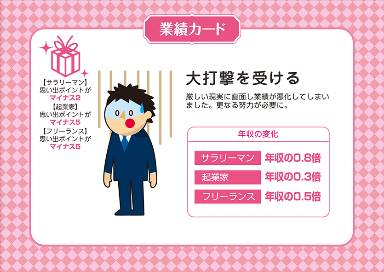 業績カード
【サラリーマン】
思い出ポイントが
マイナス2
【起業家】
思い出ポイントが
マイナス5
【フリーランス】
思い出ポイントが
マイナス5
大打撃を受ける
厳しい現実に直面し業績が悪化してしまい
ました。更なる努力が必要に。
年収の変化
サラリーマン 年収の0.8倍
起業家 年収の0.3倍
フリーランス 年収の0.5倍